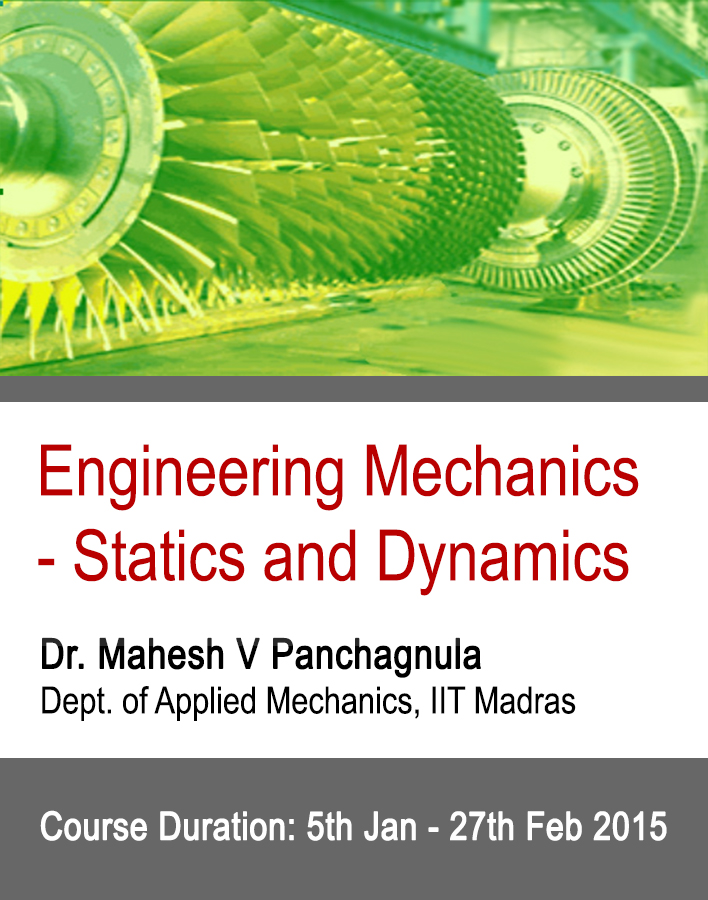 Engineering Mechanics
- Statics and Dynamics
Dr. Mahesh V Panchagnula
Dept. of Applied Mechanics, IIT Madras
Course Duration: 5th Jan - 27th Feb 2015